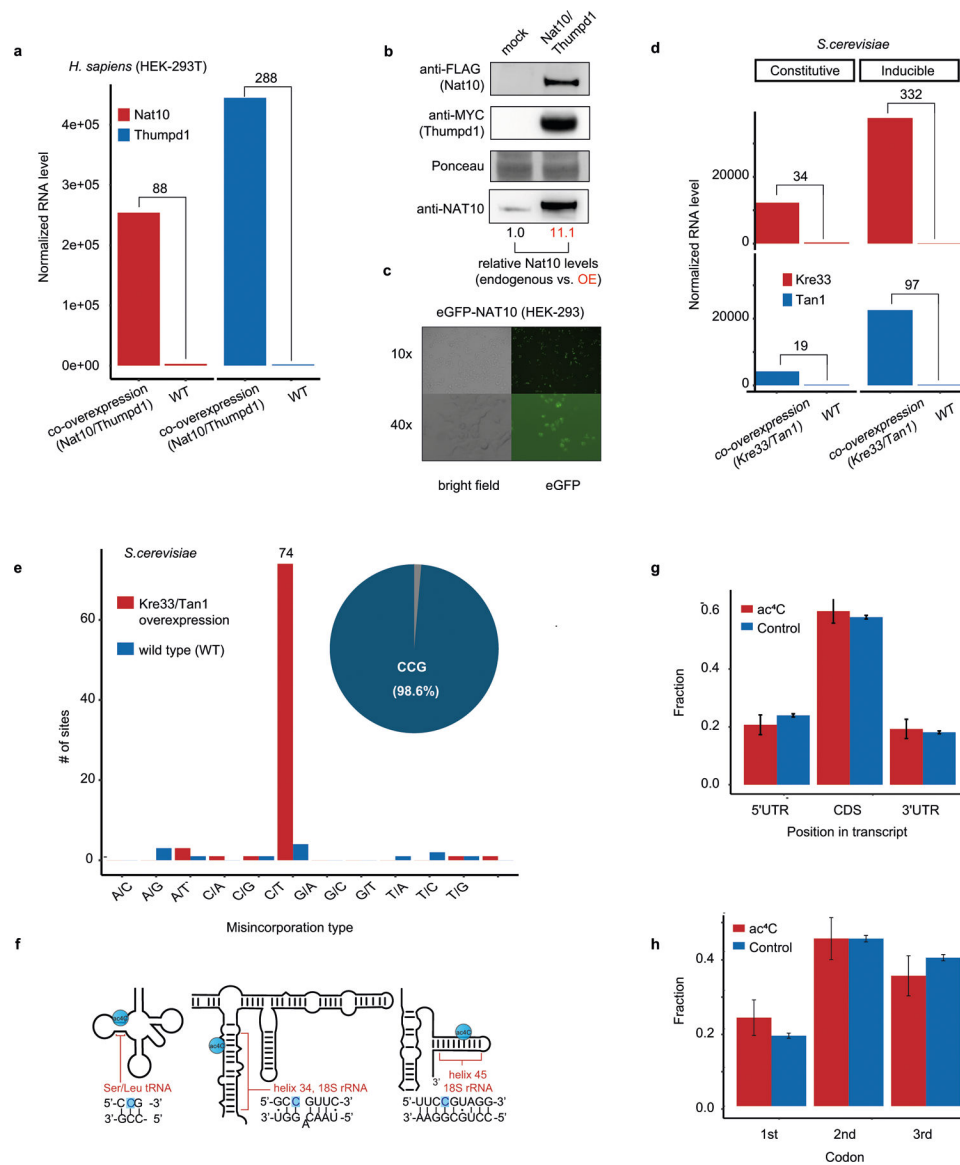 a
H. sapiens (HEK-293T)
288
Nat10
Thumpd1
88
4e+05
3e+05
2e+05
1e+05
0e+00
Normalized RNA level
co-overexpression
(Nat10/Thumpd1)
WT
co-overexpression
(Nat10/Thumpd1)
WT
b
mock
Nat10/
Thumpd1
anti-FLAG
(Nat10)
anti-MYC
(Thumpd1)
Ponceau
anti-NAT10
1.0
11.1
relative Nat10 levels
(endogenous vs. OE)
c
eGFP-NAT10 (HEK-293)
10x
40x
bright field
eGFP
d
S.cerevisiae
Constitutive
Inducible
332
34
20000
0
Normalized RNA level
Kre33
Tan1
97
19
20000
0
co-overexpression
(Kre33/Tan1)
WT
co-overexpression
(Kre33/Tan1)
WT
e
S.cerevisiae
74
Kre33/Tan1
overexpression
wild type (WT)
CCG
(98.6%)
60
40
20
0
# of sites
A/C
A/G
A/T
C/A
C/G
C/T
G/A
G/C
G/T
T/A
T/C
T/G
Misincorporation type
f
ac4C
Ser/Leu tRNA
5'-C C G -3'
3'-GCC- 5'
ac4C
helix 34, 18S rRNA
5'-GC C GUUC-3'
3'-UGG CAAU-5'
A
ac4C
3'
helix 45
18S rRNA
5'-UUC C GUAGG-3'
3'-AAGGCGUCC-5'
g
ac⁴C
Control
0.6
0.4
0.2
0.0
Fraction
5'UTR
CDS
3'UTR
Position in transcript
h
ac⁴C
Control
0.4
0.2
0.0
Fraction
1st
2nd
3rd
Codon